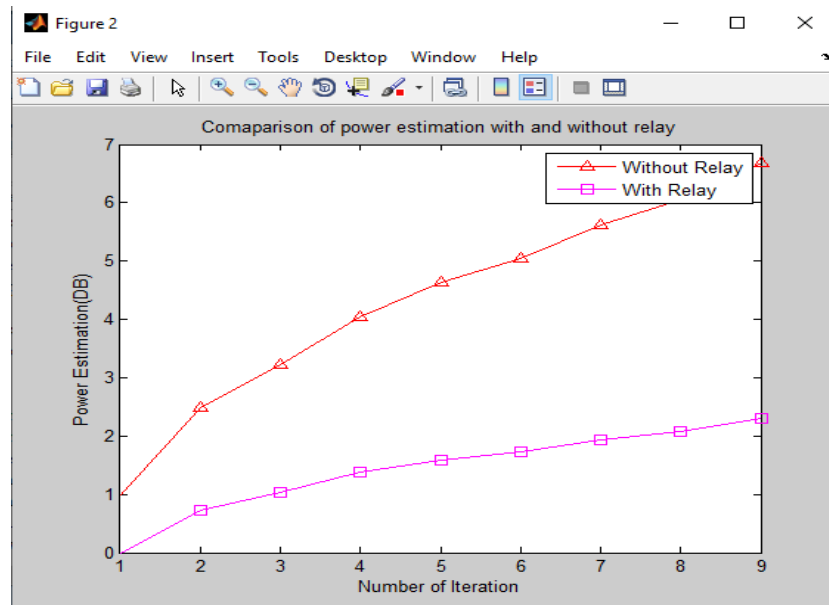 Figure 2
File Edit View Insert Tools Desktop Window Help
Comaparison of power estimation with and without relay
Without Relay
With Relay
Power Estimation(DB)
7
6
5
4
3
2
1
0
1 2 3 4 5 6 7 8 9
Number of Iteration